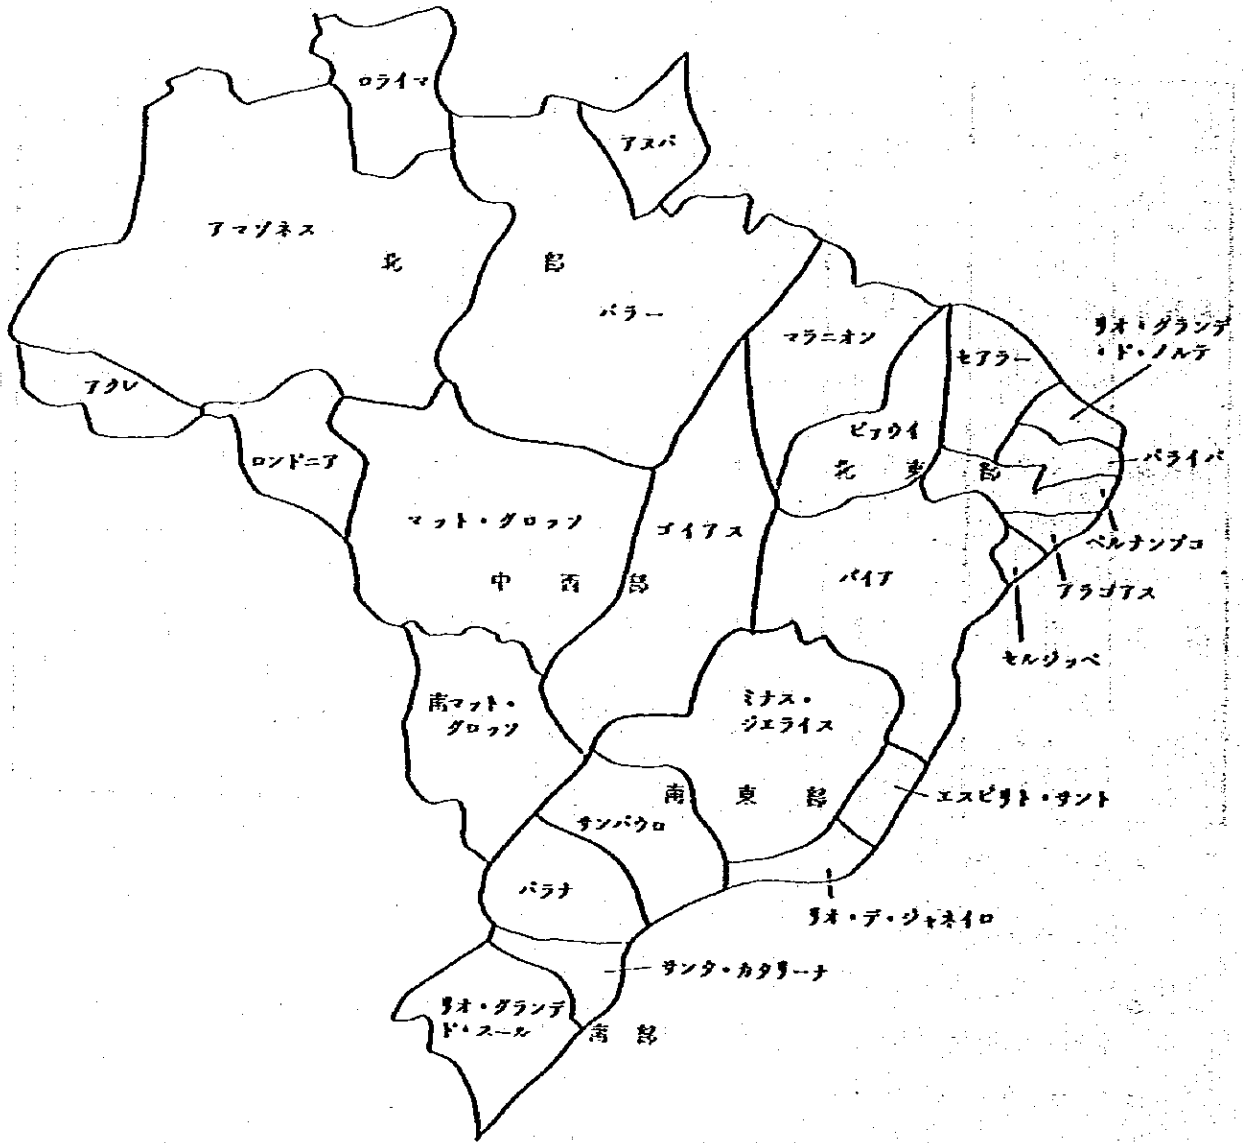 ロライマ
アマパ
アマゾネス
北部
パラー
マラニオン
セアラー
リオ・グランデ
・ド・ノルテ
アクレ
ピアウイ
パライバ
ロンドニア
北東部
マット・グロッソ
ゴイアス
ペルナンブコ
中西部
バイア
アラゴアス
セルジッペ
南マット・
グロッソ
ミナス・
ジェライス
南東部
エスピリト・サント
サンパウロ
パラナ
リオ・デ・ジャネイロ
サンタ・カタリーナ
リオ・グランデ
ド・スール
南部